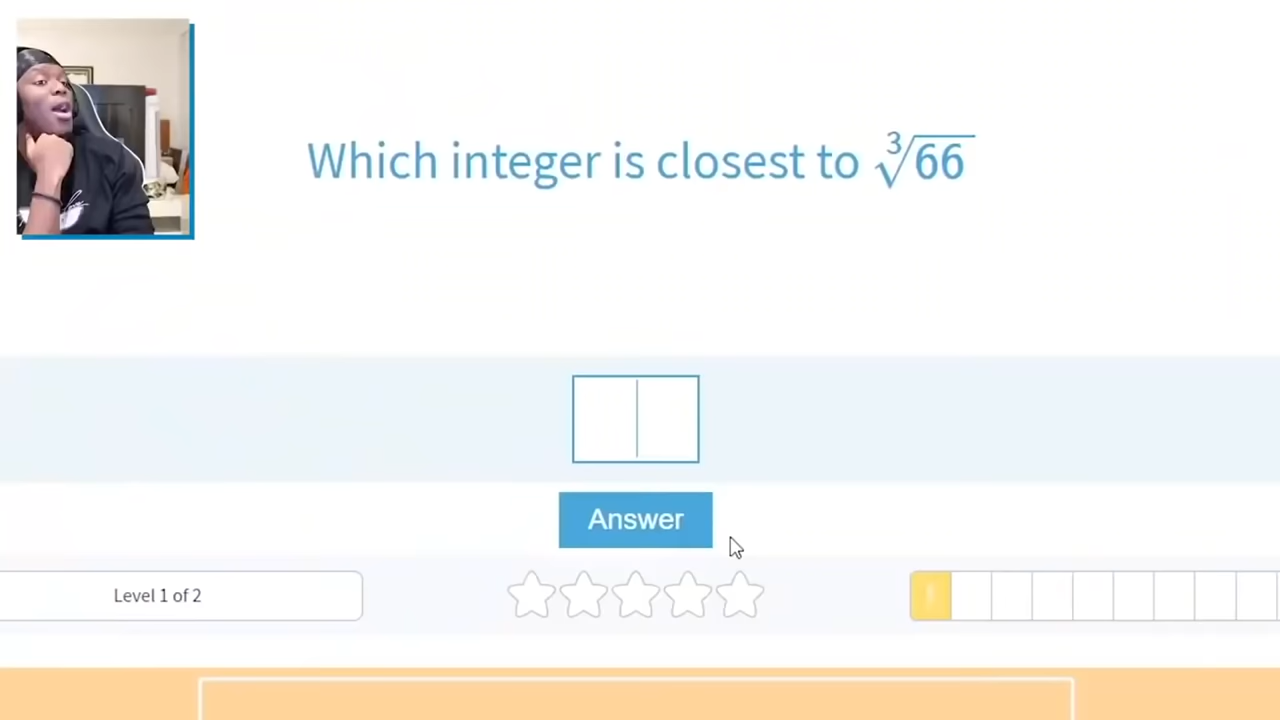 Which integer is closest to ∛66
Answer
Level 1 of 2